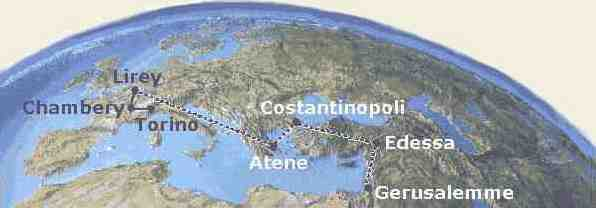 Lirey
Chambery
Torino
Costantinopoli
Atene
Edessa
Gerusalemme